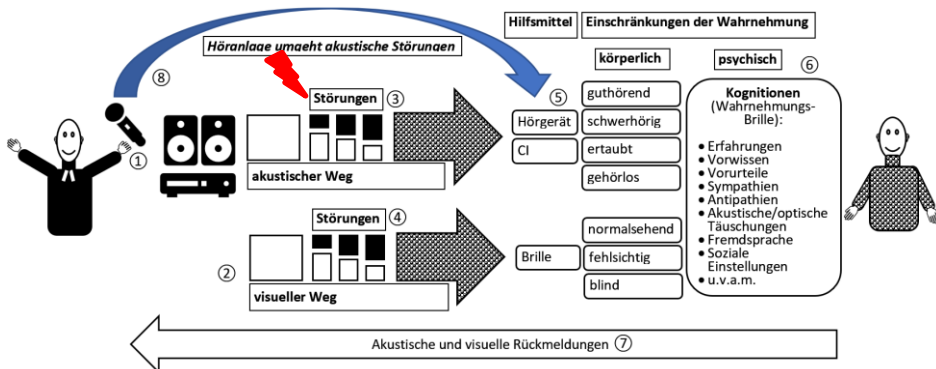 Hilfsmittel
Einschränkungen der Wahrnehmung
Höranlage umgeht akustische Störungen
körperlich
psychisch
⑥
⑧
①
Störungen ③
akustischer Weg
⑤
Hörgerät
CI
guthörend
schwerhörig
ertaubt
gehörlos
Kognitionen
(Wahrnehmungs-
Brille):
● Erfahrungen
● Vorwissen
● Vorurteile
● Sympathien
● Antipathien
● Akustische/optische
Täuschungen
● Fremdsprache
● Soziale
Einstellungen
● u.v.a.m.
Störungen ④
②
visueller Weg
Brille
normalsehend
fehlsichtig
blind
Akustische und visuelle Rückmeldungen ⑦